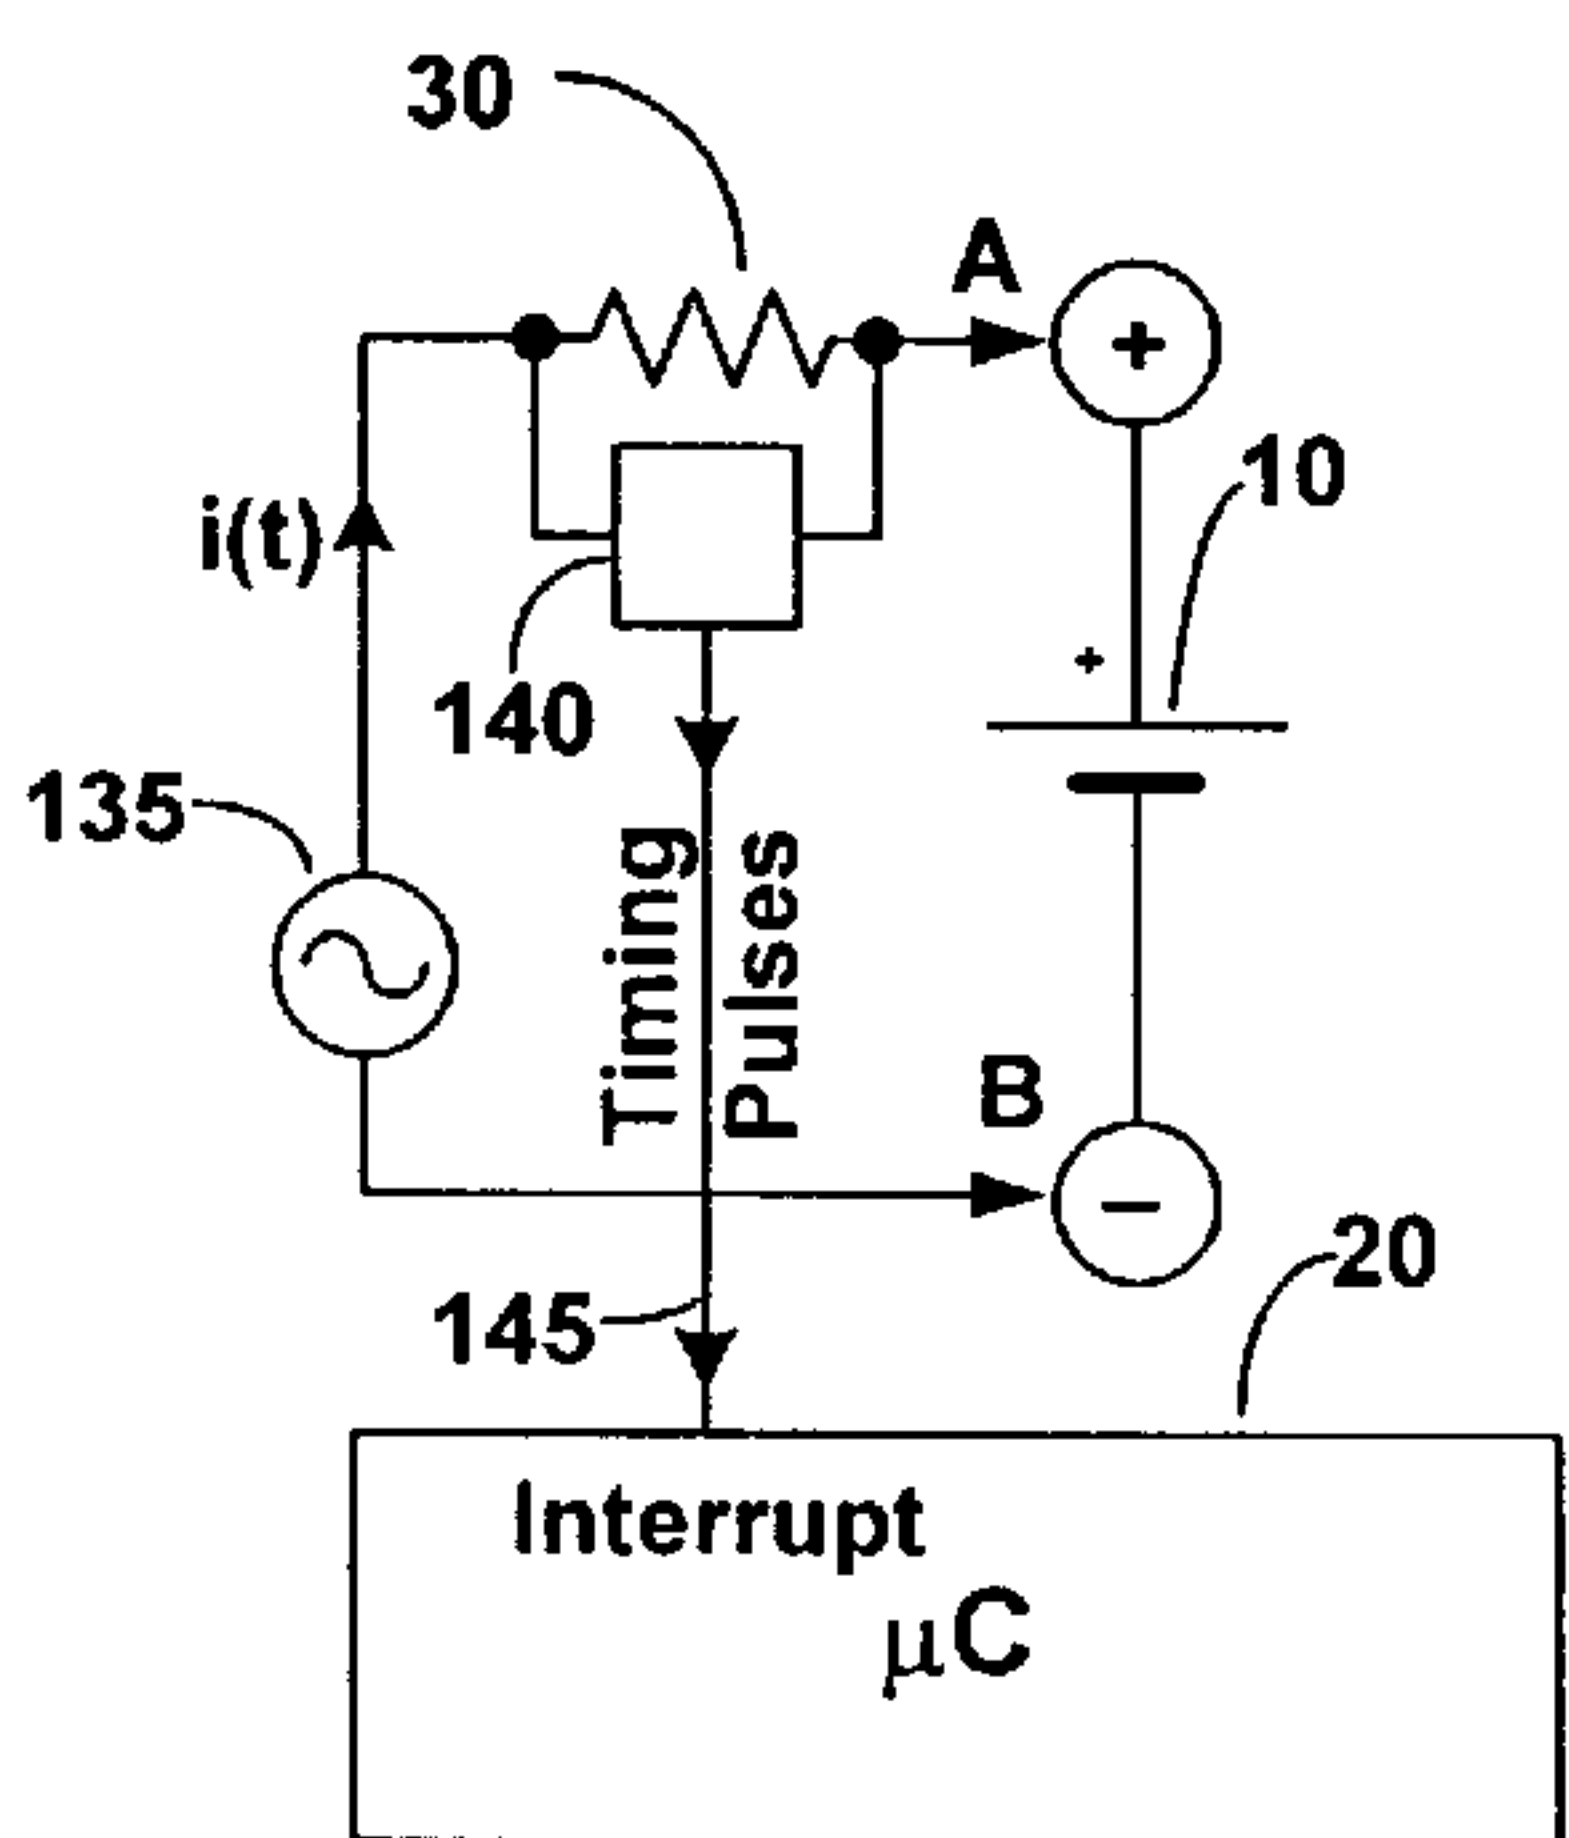 30
A
+
10
i(t)
+
140
135
Timing
Pulses
B
−
20
145
Interrupt
µC